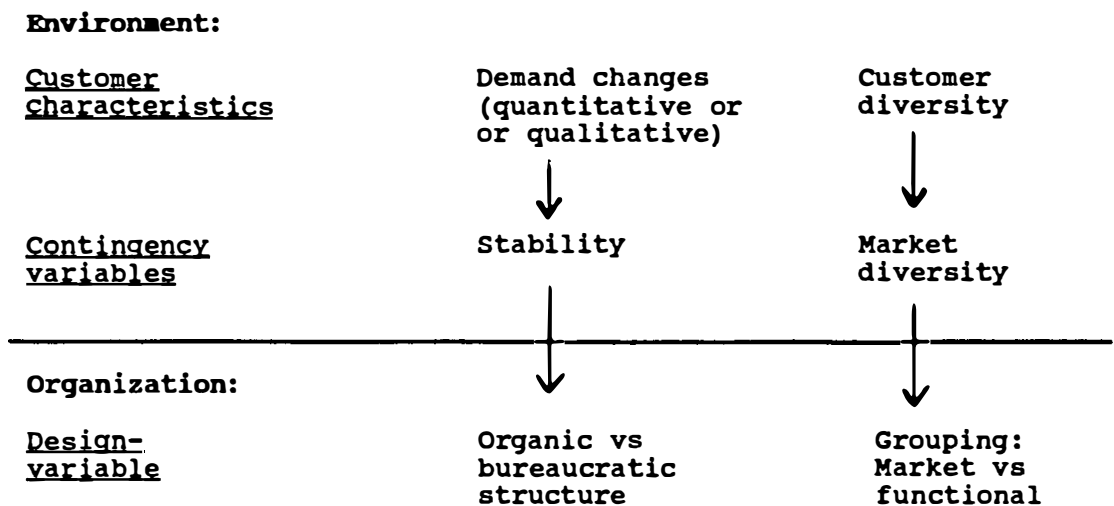 Environment:
Customer
characteristics
Demand changes
(quantitative or
or qualitative)
Customer
diversity
Contingency
variables
Stability
Market
diversity
Organization:
Design-
variable
Organic vs
bureaucratic
structure
Grouping:
Market vs
functional